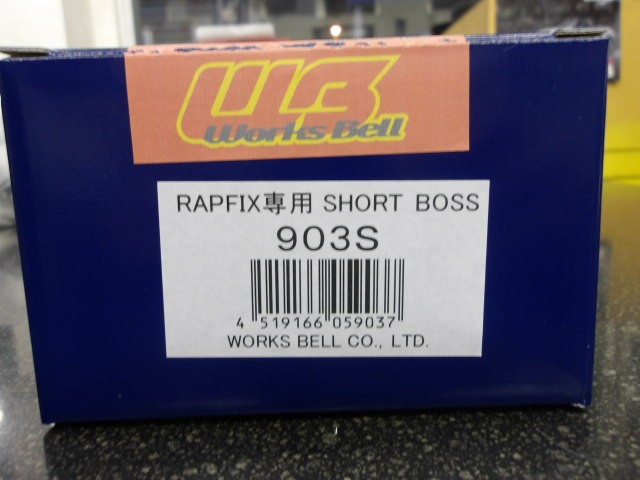 WB
Works Bell
RAPFIX専用 SHORT BOSS
903S
4 519166 059037
WORKS BELL CO., LTD.